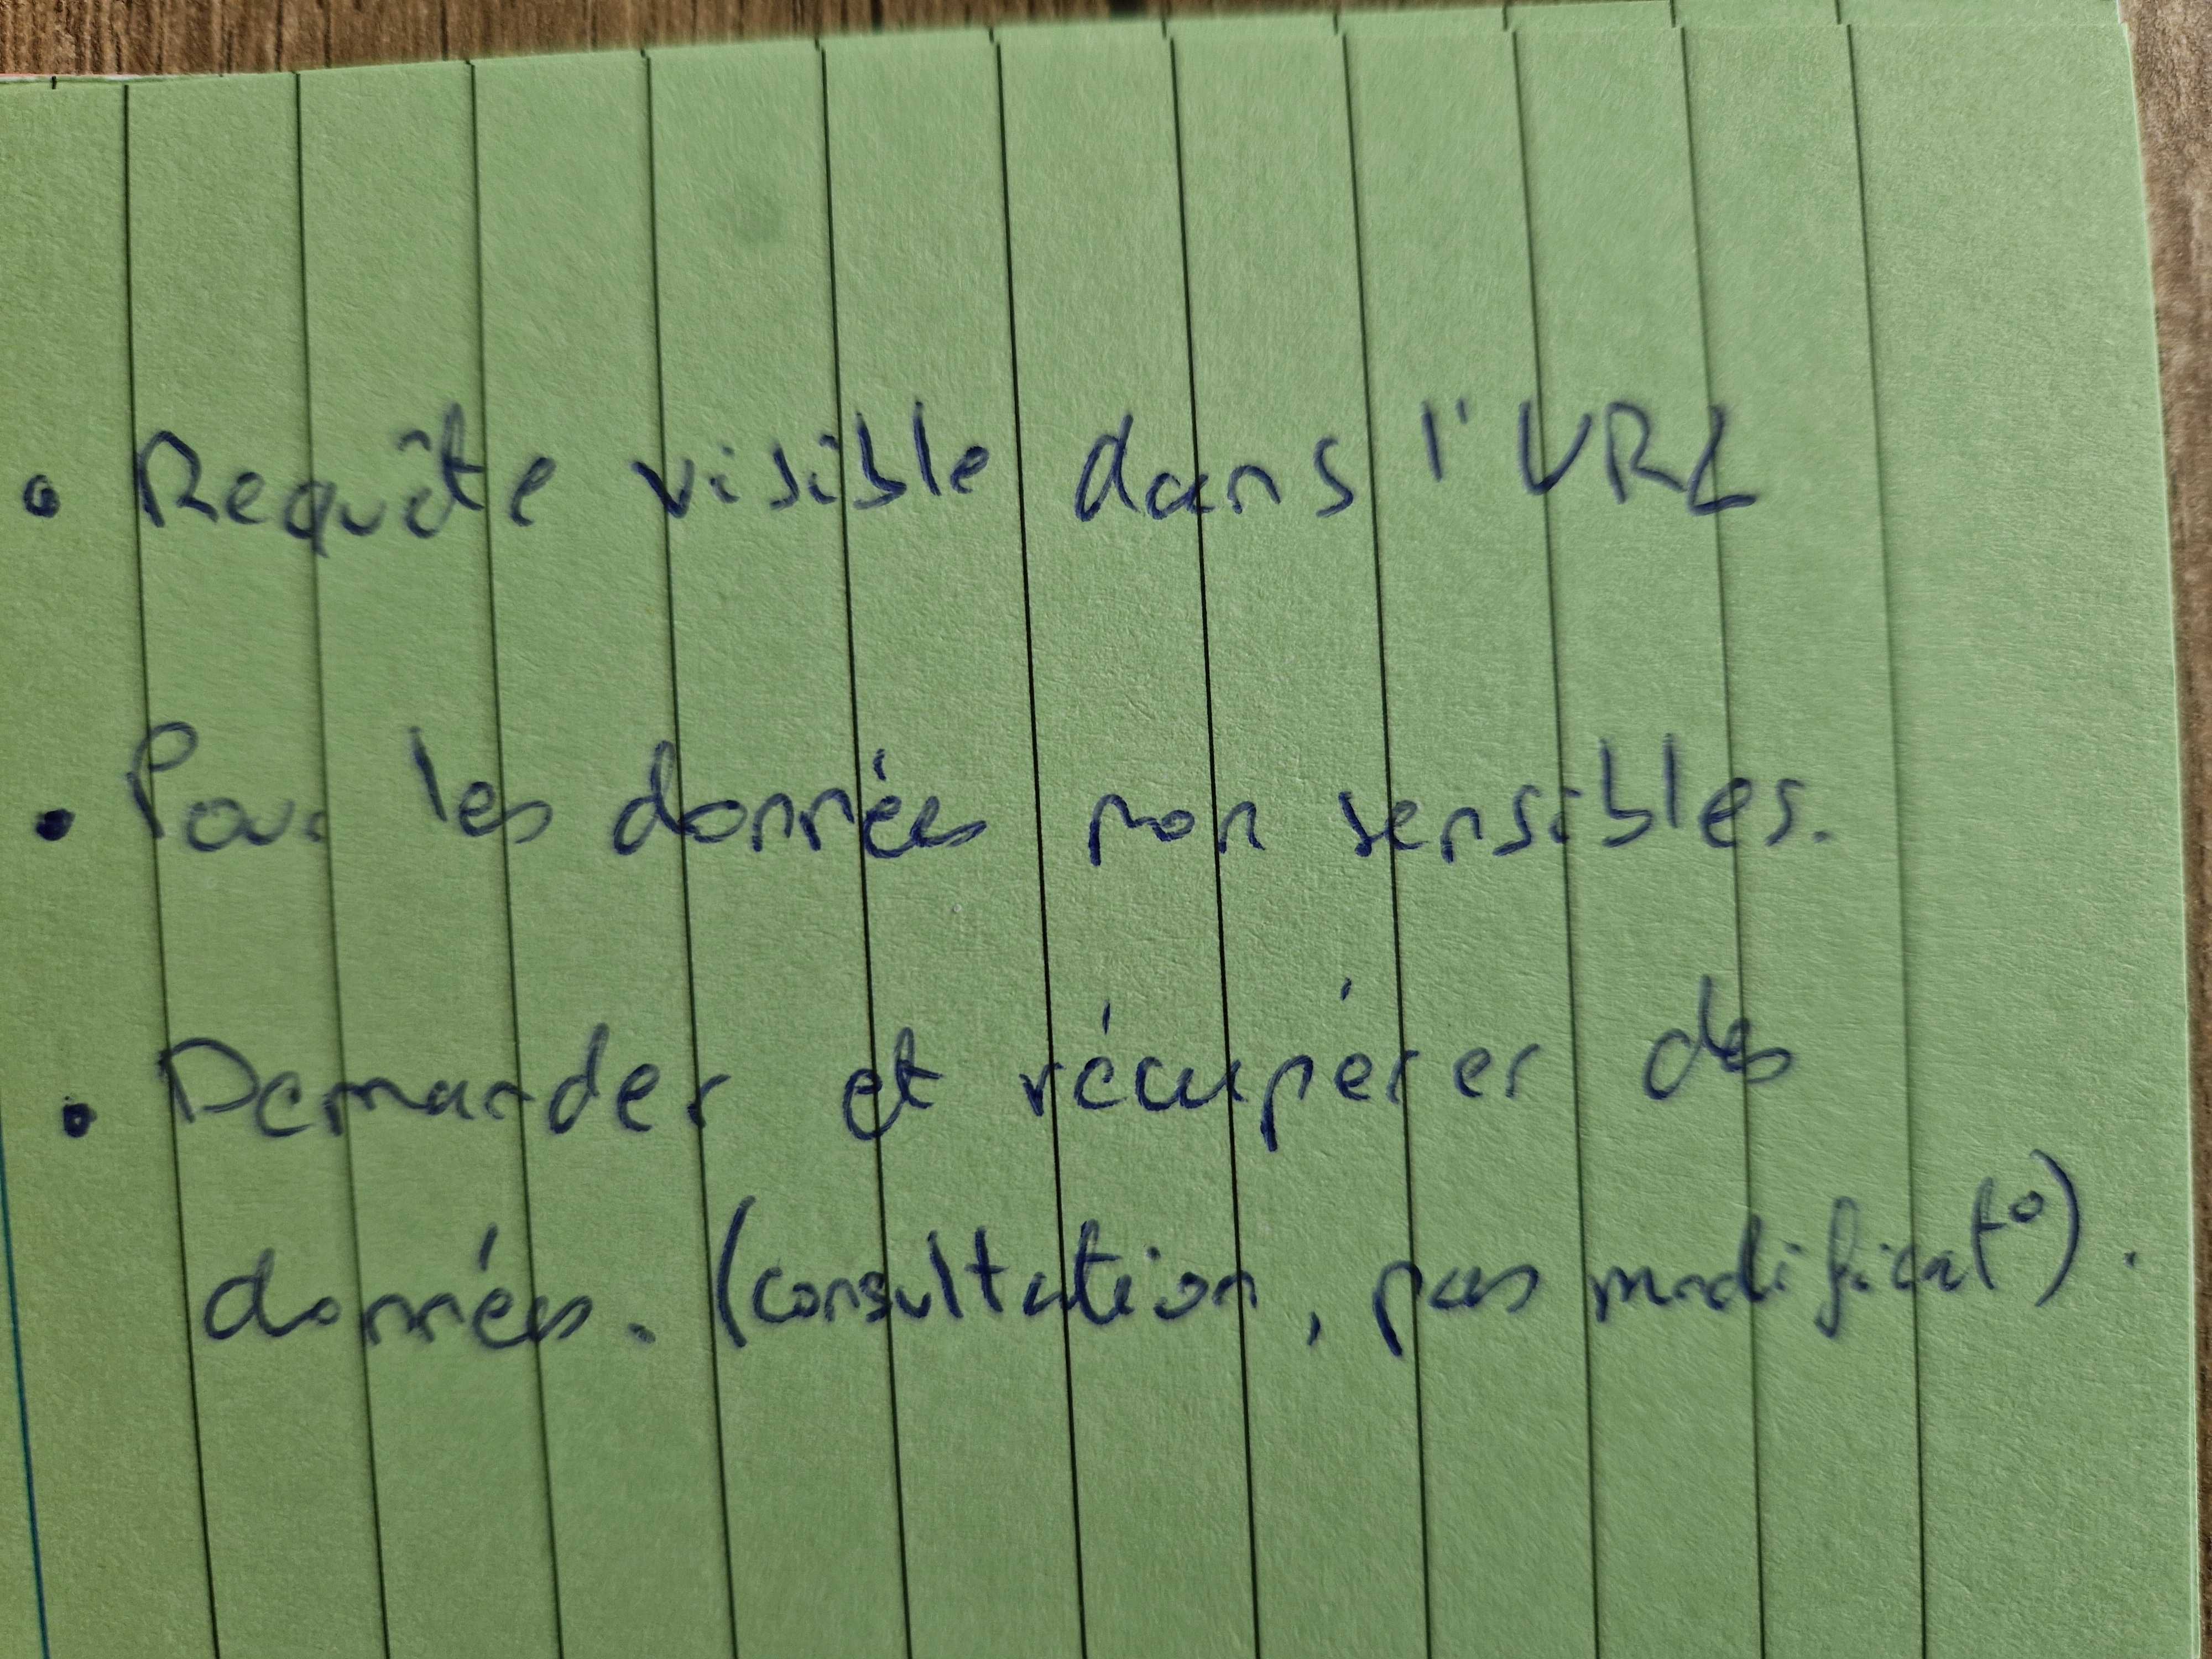 • Requête visible dans l'URL
• Pour les données non sensibles.
• Demander et récupérer des
données. (consultation, pas modificat°).